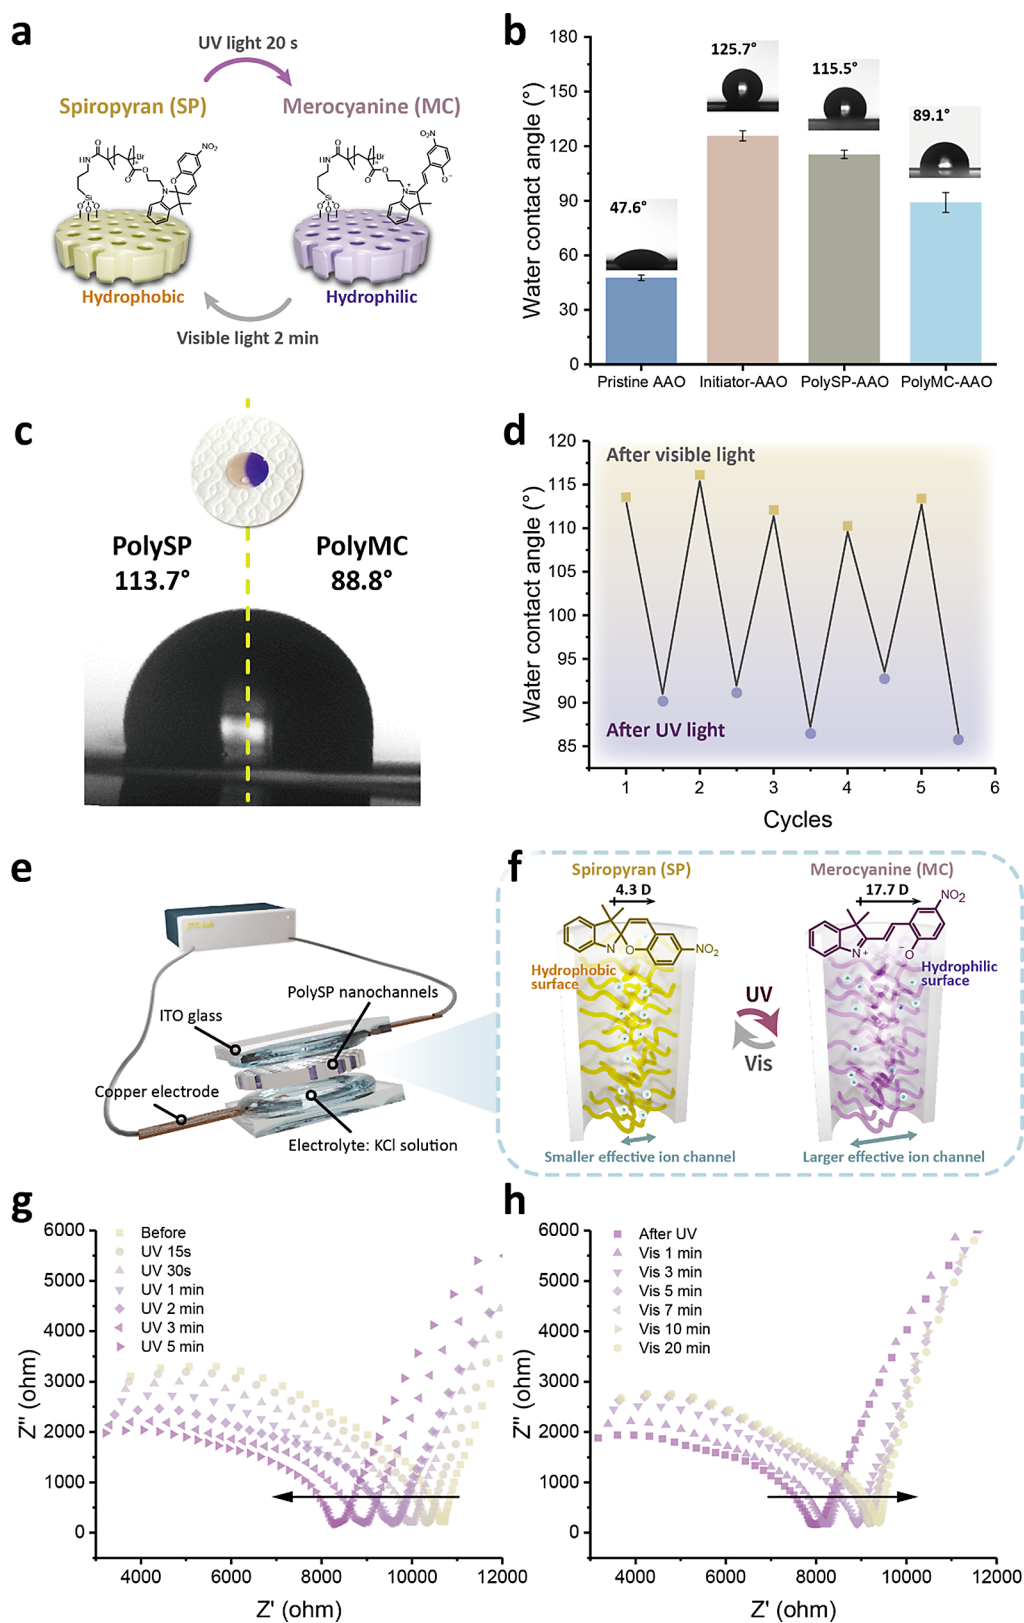 a
UV light 20 s
Spiropyran (SP)
Merocyanine (MC)
HN
O
Br
O
O
N
O
NO₂
Si
O O O
HN
O
Br
O
O
N⁺
NO₂
O⁻
Si
O O O
Hydrophobic
Hydrophilic
Visible light 2 min
b
Water contact angle (°)
180
150
120
90
60
30
0
47.6°
125.7°
115.5°
89.1°
Pristine AAO
Initiator-AAO
PolySP-AAO
PolyMC-AAO
c
PolySP
113.7°
PolyMC
88.8°
d
Water contact angle (°)
120
115
110
105
100
95
90
85
After visible light
After UV light
1 2 3 4 5 6
Cycles
e
ITO glass
PolySP nanochannels
Copper electrode
Electrolyte: KCl solution
f
Spiropyran (SP)
4.3 D
N
O
NO₂
Hydrophobic
surface
Smaller effective ion channel
UV
Vis
Merocyanine (MC)
17.7 D
NO₂
N⁺
⁻O
Hydrophilic
surface
Larger effective ion channel
g
Z'' (ohm)
6000
5000
4000
3000
2000
1000
0
Before
UV 15s
UV 30s
UV 1 min
UV 2 min
UV 3 min
UV 5 min
4000 6000 8000 10000 12000
Z' (ohm)
h
Z'' (ohm)
6000
5000
4000
3000
2000
1000
0
After UV
Vis 1 min
Vis 3 min
Vis 5 min
Vis 7 min
Vis 10 min
Vis 20 min
4000 6000 8000 10000 12000
Z' (ohm)